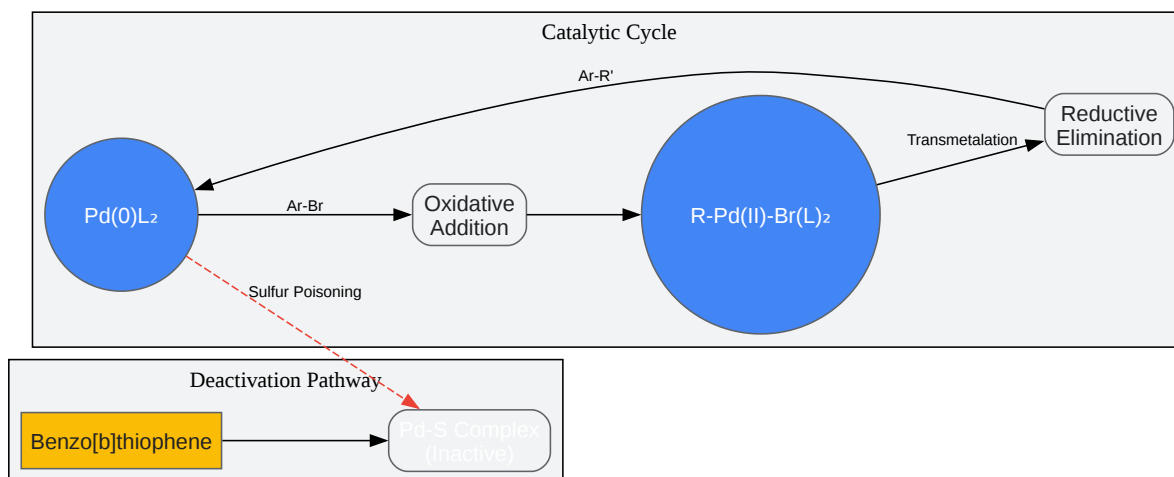 Catalytic Cycle
Ar-R'
Reductive
Elimination
Transmetalation
Pd(0)L₂
Ar-Br
Oxidative
Addition
R-Pd(II)-Br(L)₂
Sulfur Poisoning
Deactivation Pathway
Benzo[b]thiophene
Pd-S Complex
(Inactive)